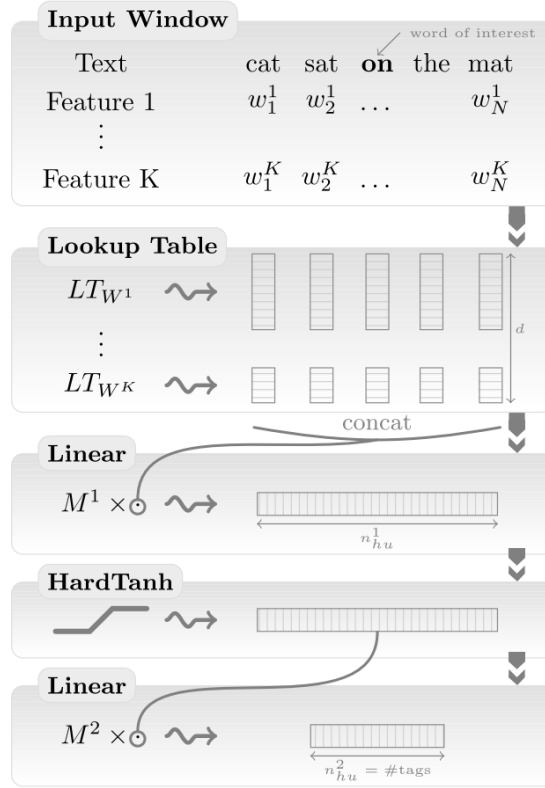 Input Window
word of interest
Text cat sat on the mat
Feature 1 w_1^1 w_2^1 ... w_N^1
⋮
Feature K w_1^K w_2^K ... w_N^K
Lookup Table
LT_{W^1}
d
⋮
LT_{W^K}
concat
Linear
M^1 × ⊙
n_{hu}^1
HardTanh
Linear
M^2 × ⊙
n_{hu}^2 = #tags